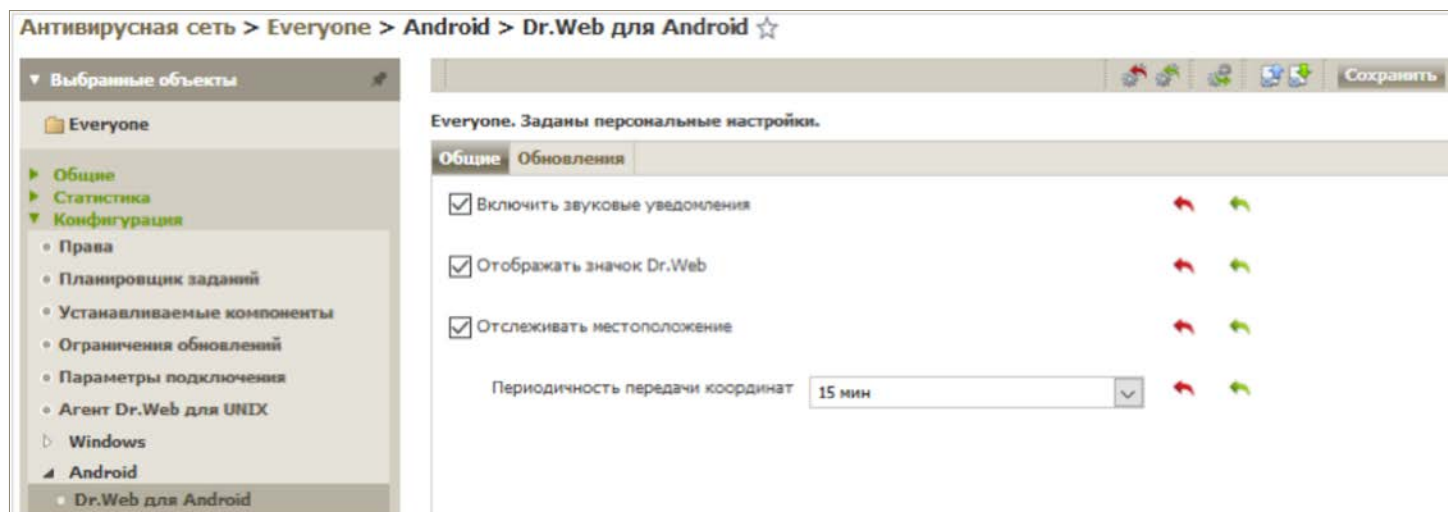 Антивирусная сеть > Everyone > Android > Dr.Web для Android
Выбранные объекты
Everyone
Общие
Статистика
Конфигурация
Права
Планировщик заданий
Устанавливаемые компоненты
Ограничения обновлений
Параметры подключения
Агент Dr.Web для UNIX
Windows
Android
Dr.Web для Android
Сохранить
Everyone. Заданы персональные настройки.
Общие Обновления
Включить звуковые уведомления
Отображать значок Dr.Web
Отслеживать местоположение
Периодичность передачи координат 15 мин